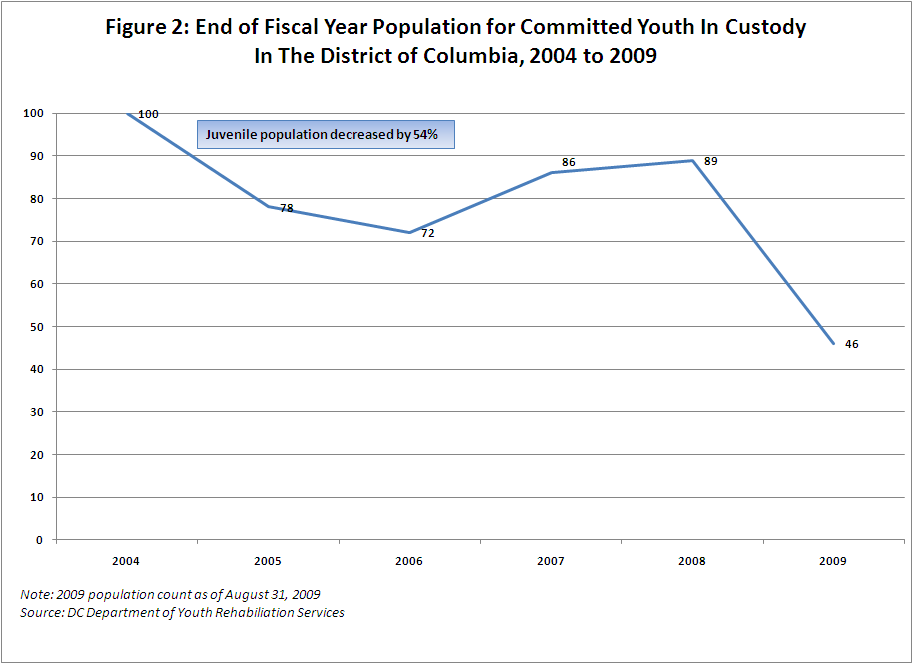 Figure 2: End of Fiscal Year Population for Committed Youth In Custody
In The District of Columbia, 2004 to 2009
100
90
80
70
60
50
40
30
20
10
0
Juvenile population decreased by 54%
100
78
72
86
89
46
2004 2005 2006 2007 2008 2009
Note: 2009 population count as of August 31, 2009
Source: DC Department of Youth Rehabiliation Services